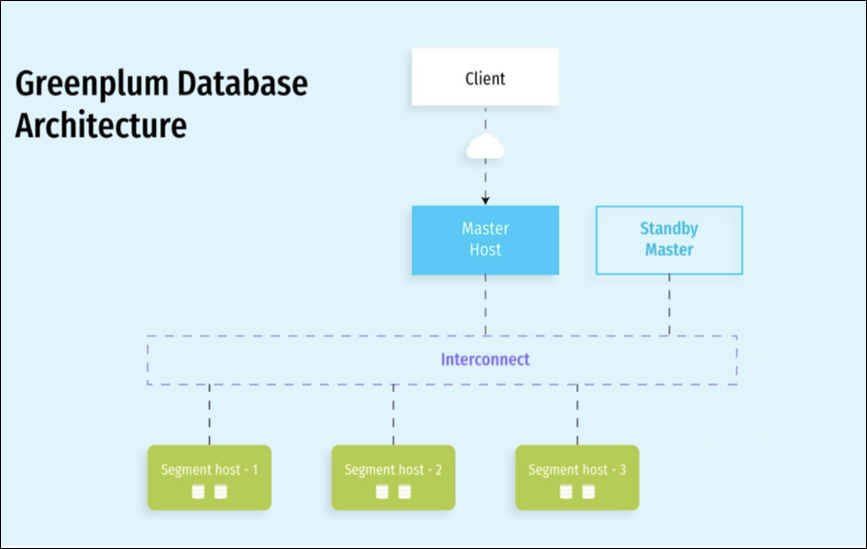 Greenplum Database
Architecture
Client
Master
Host
Standby
Master
Interconnect
Segment host - 1
Segment host - 2
Segment host - 3